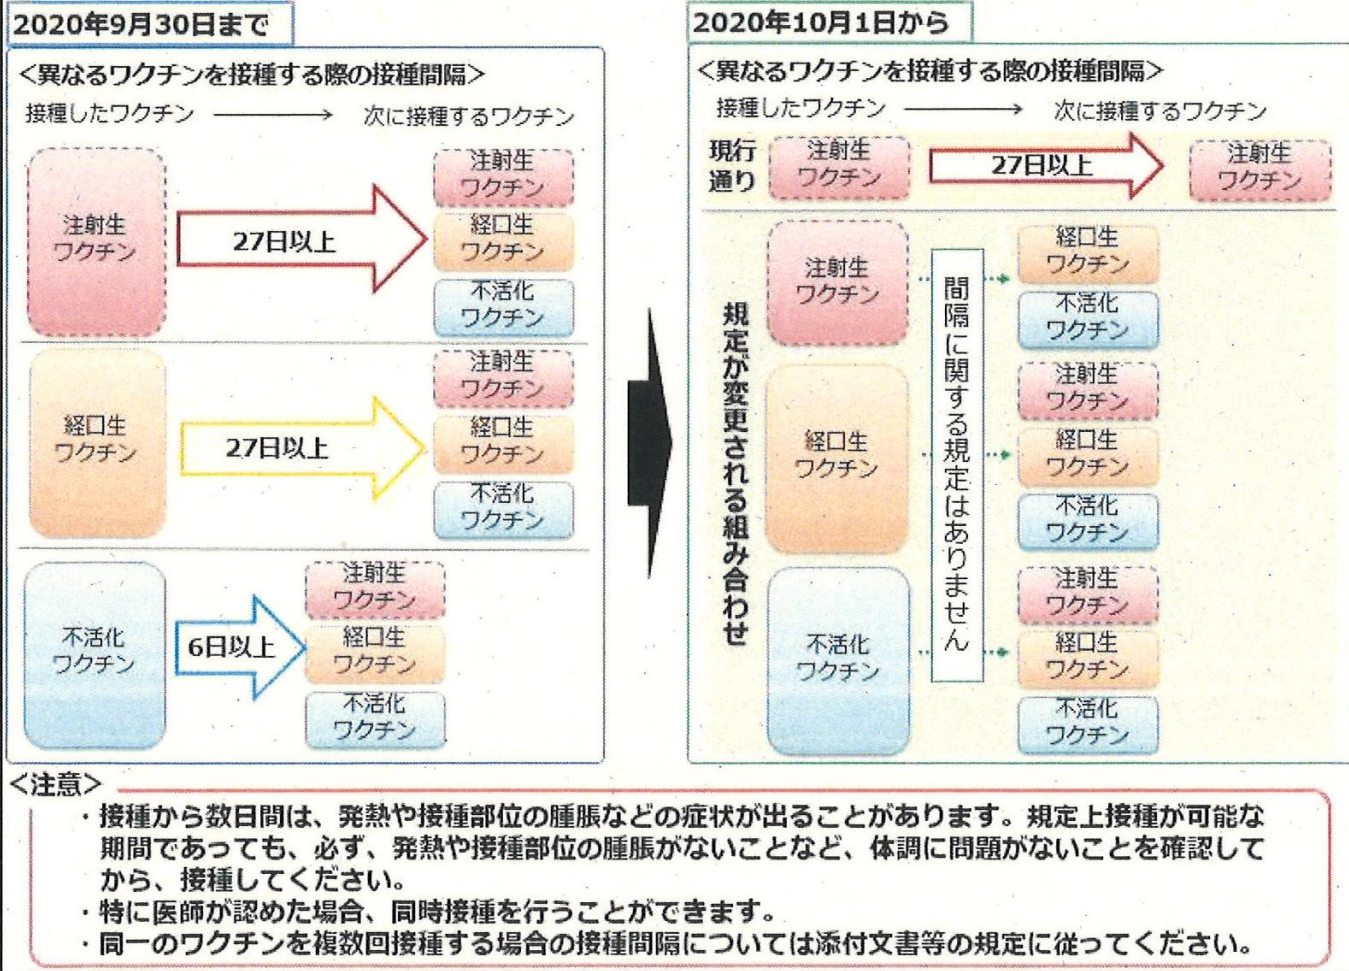 2020年9月30日まで
<異なるワクチンを接種する際の接種間隔>
接種したワクチン
次に接種するワクチン
注射生
ワクチン
27日以上
注射生
ワクチン
経口生
ワクチン
不活化
ワクチン
経口生
ワクチン
27日以上
注射生
ワクチン
経口生
ワクチン
不活化
ワクチン
不活化
ワクチン
6日以上
注射生
ワクチン
経口生
ワクチン
不活化
ワクチン
2020年10月1日から
<異なるワクチンを接種する際の接種間隔>
接種したワクチン
次に接種するワクチン
現行
通り
注射生
ワクチン
27日以上
注射生
ワクチン
規定が変更される組み合わせ
注射生
ワクチン
間隔に関する規定はありません
経口生
ワクチン
不活化
ワクチン
経口生
ワクチン
注射生
ワクチン
経口生
ワクチン
不活化
ワクチン
不活化
ワクチン
注射生
ワクチン
経口生
ワクチン
不活化
ワクチン
<注意>
・接種から数日間は、発熱や接種部位の腫脹などの症状が出ることがあります。規定上接種が可能な
期間であっても、必ず、発熱や接種部位の腫脹がないことなど、体調に問題がないことを確認して
から、接種してください。
・特に医師が認めた場合、同時接種を行うことができます。
・同一のワクチンを複数回接種する場合の接種間隔については添付文書等の規定に従ってください。